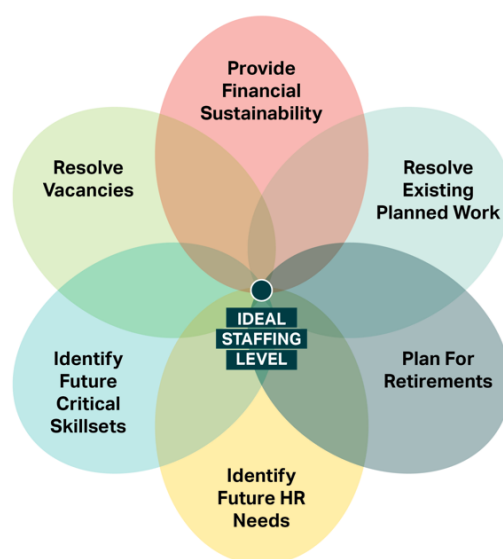 Provide
Financial
Sustainability
Resolve
Vacancies
Resolve
Existing
Planned Work
IDEAL
STAFFING
LEVEL
Identify
Future
Critical
Skillsets
Plan For
Retirements
Identify
Future HR
Needs